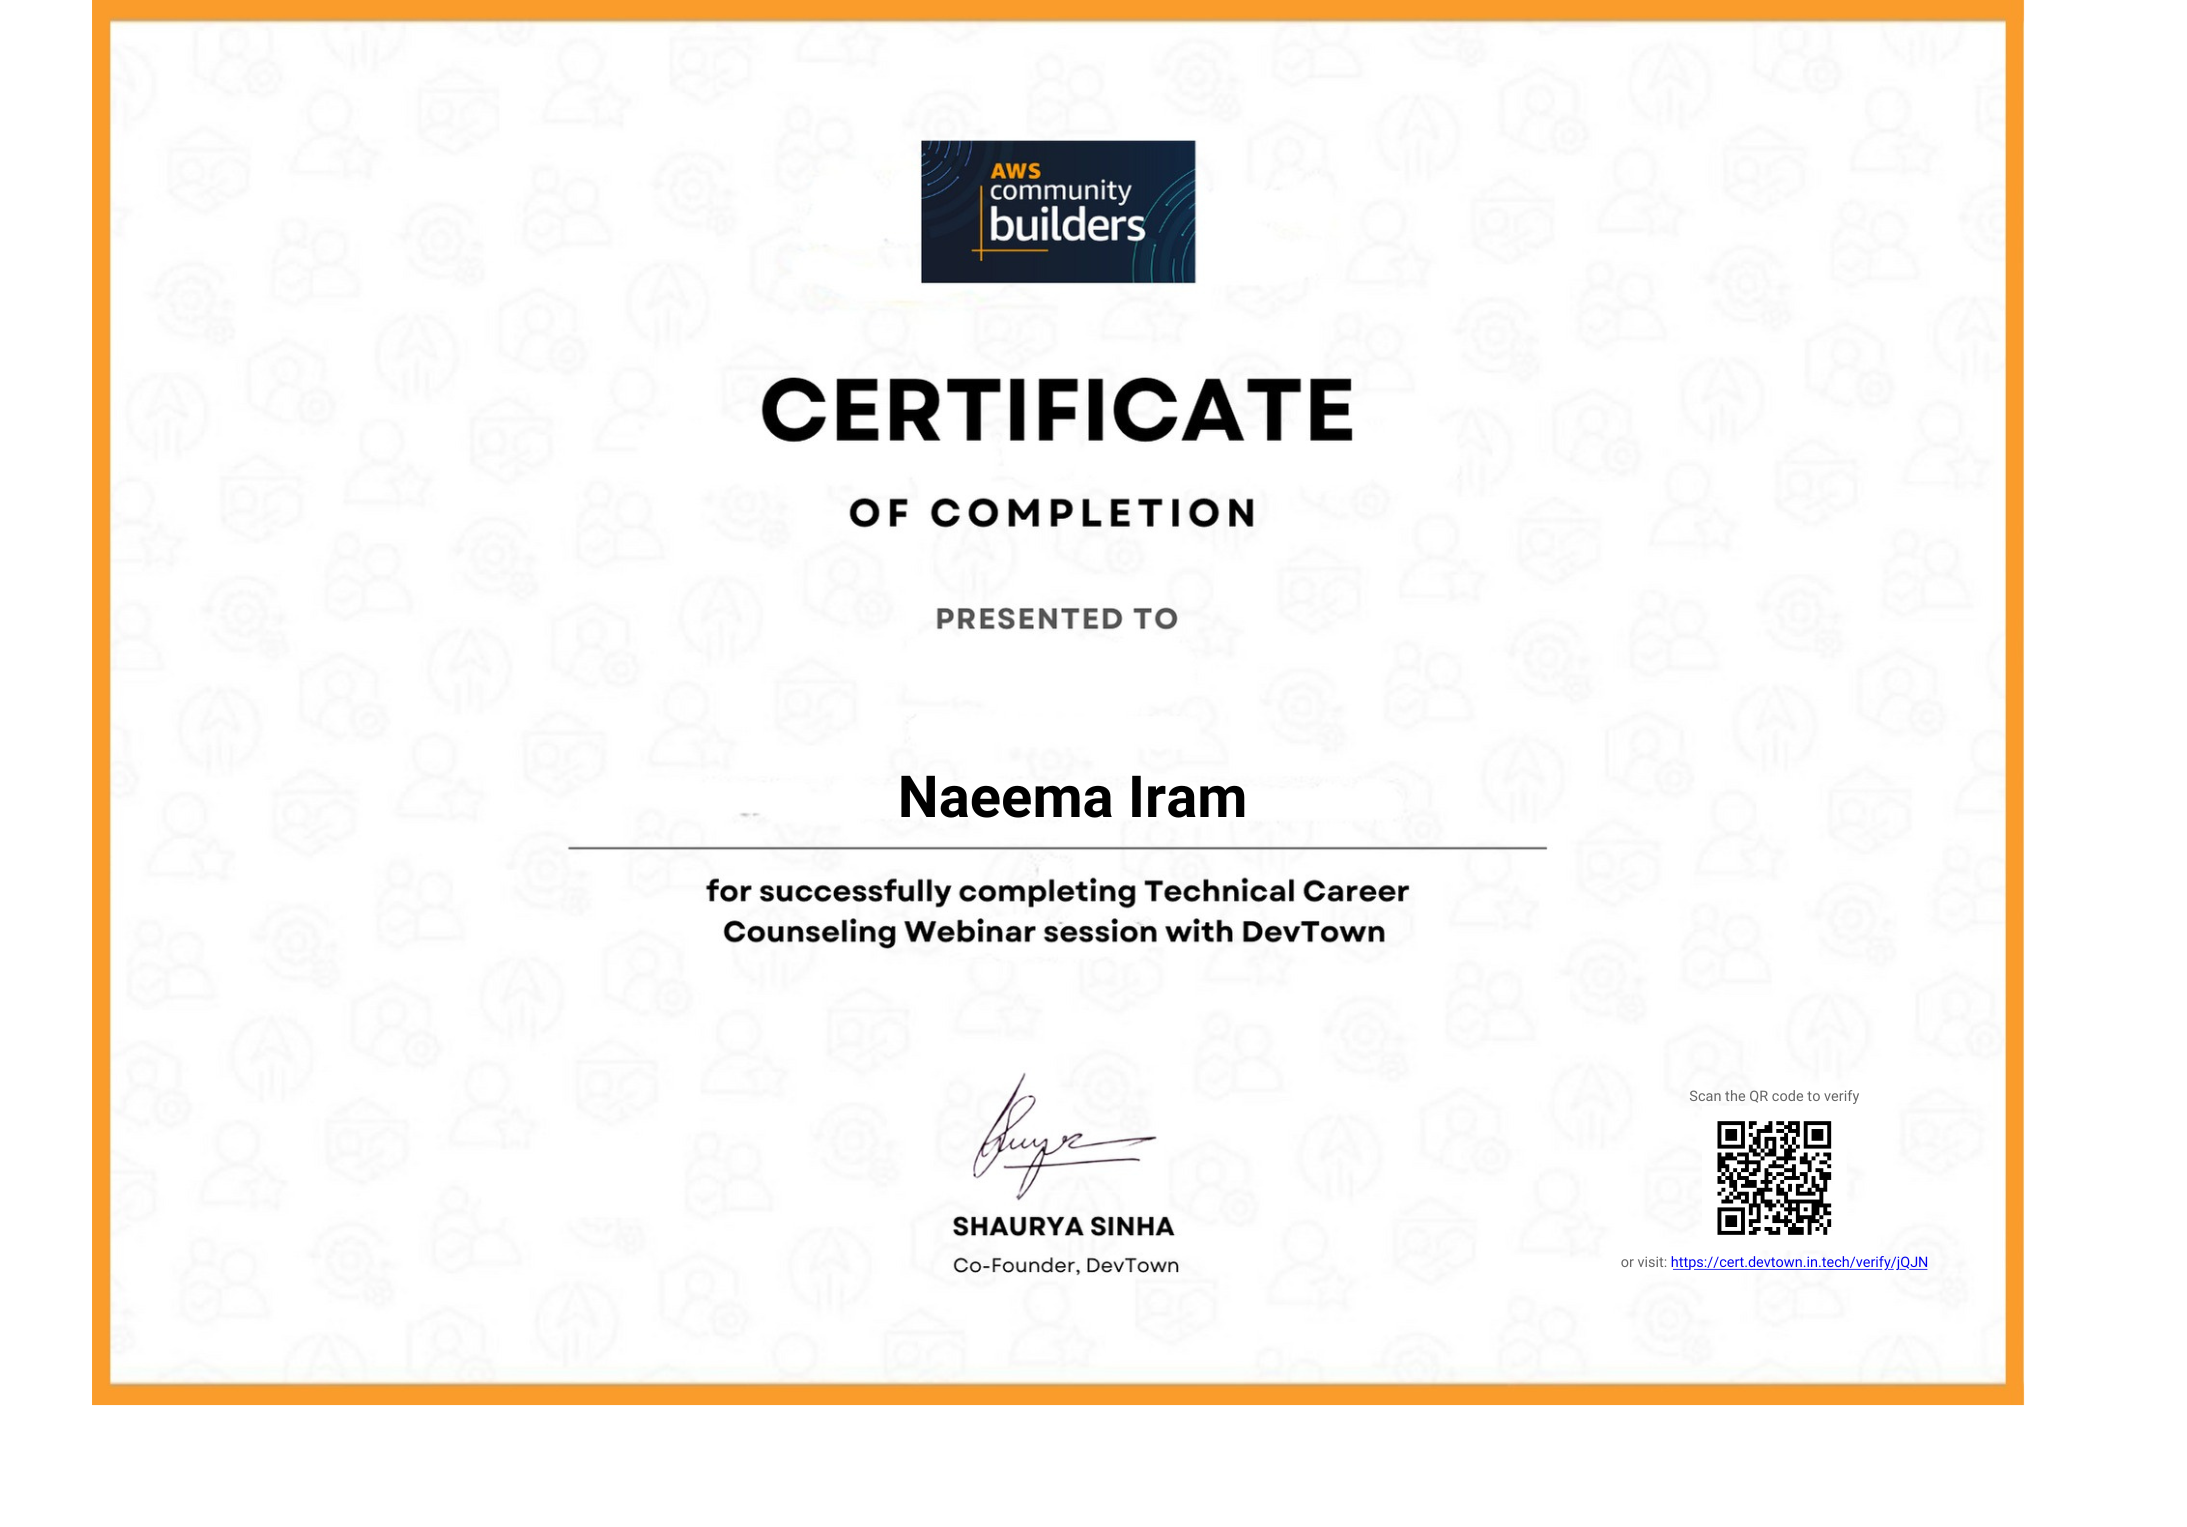 AWS
community
builders
CERTIFICATE
OF COMPLETION
PRESENTED TO
Naeema Iram
for successfully completing Technical Career
Counseling Webinar session with DevTown
SHAURYA SINHA
Co-Founder, DevTown
Scan the QR code to verify
or visit: https://cert.devtown.in.tech/verify/jQJN